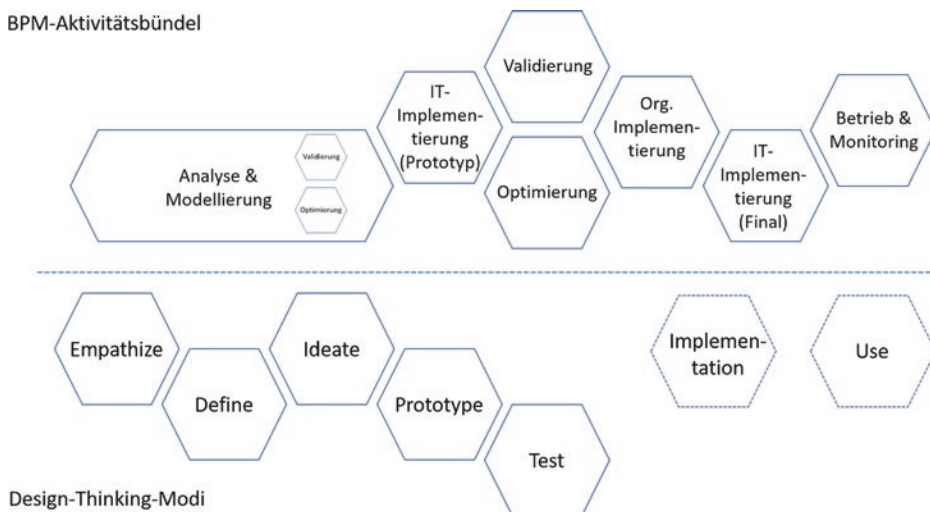 BPM-Aktivitätsbündel
Analyse &
Modellierung
Validierung
Optimierung
IT-
Implemen-
tierung
(Prototyp)
Validierung
Optimierung
Org.
Implemen-
tierung
IT-
Implemen-
tierung
(Final)
Betrieb &
Monitoring
Empathize
Define
Ideate
Prototype
Test
Implemen-
tation
Use
Design-Thinking-Modi